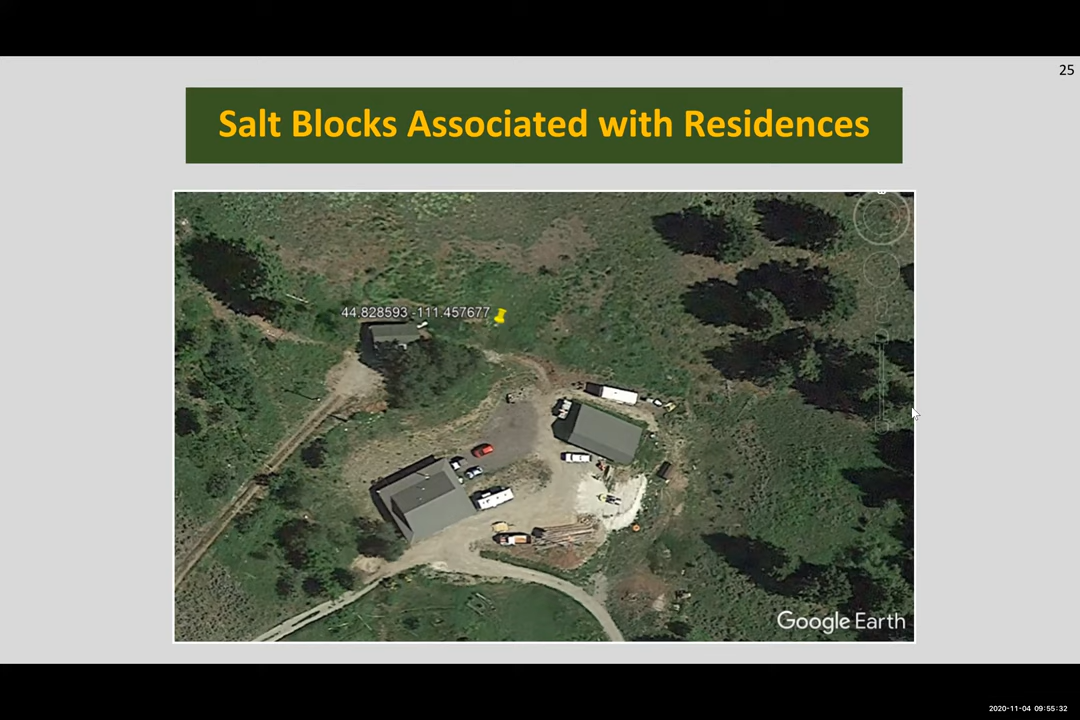 25
Salt Blocks Associated with Residences
44.828593 -111.457677
Google Earth
2020-11-04 09:55:32